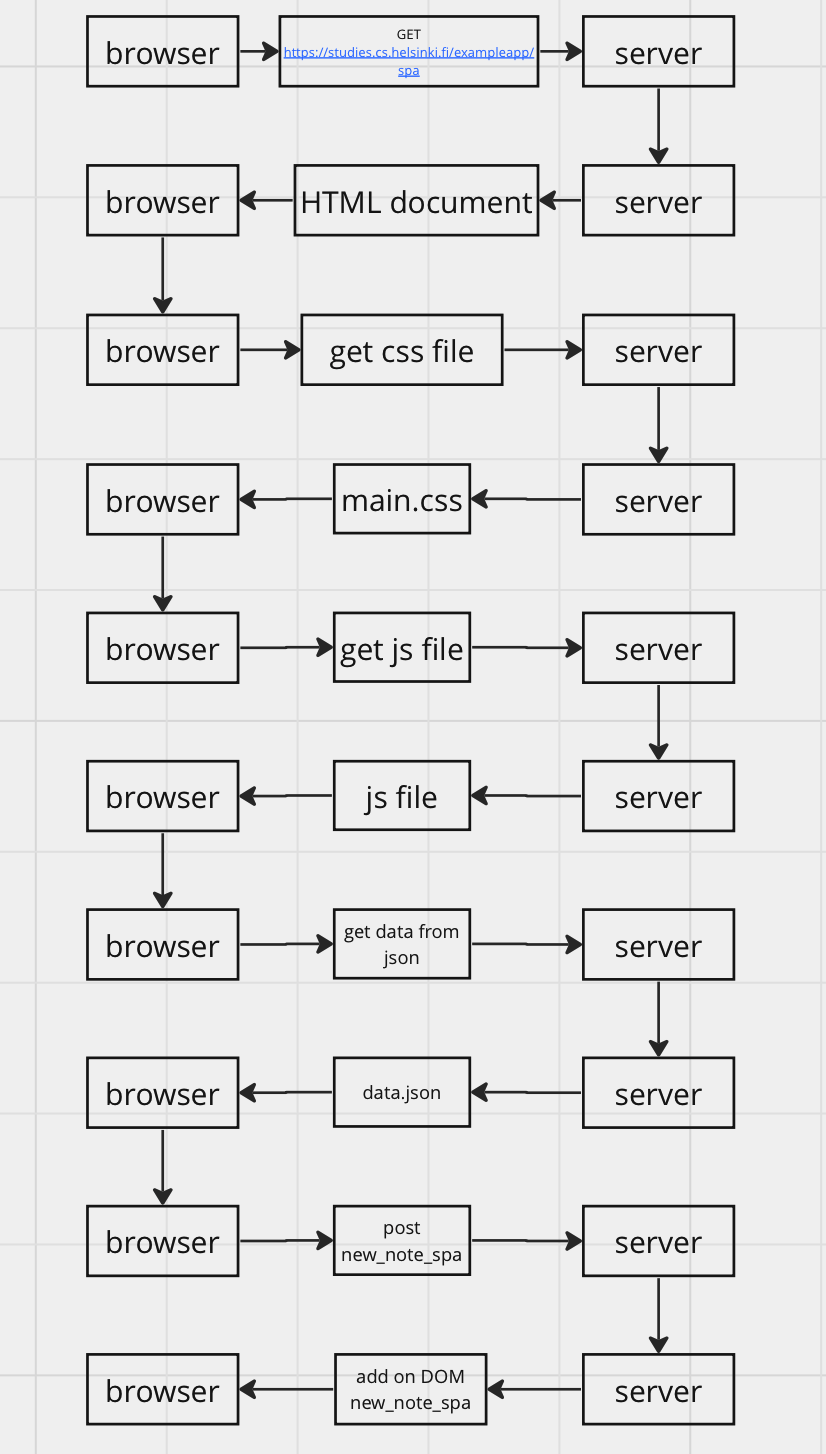 browser
GET
https://studies.cs.helsinki.fi/exampleapp/
spa
server
browser
HTML document
server
browser
get css file
server
browser
main.css
server
browser
get js file
server
browser
js file
server
browser
get data from
json
server
browser
data.json
server
browser
post
new_note_spa
server
browser
add on DOM
new_note_spa
server